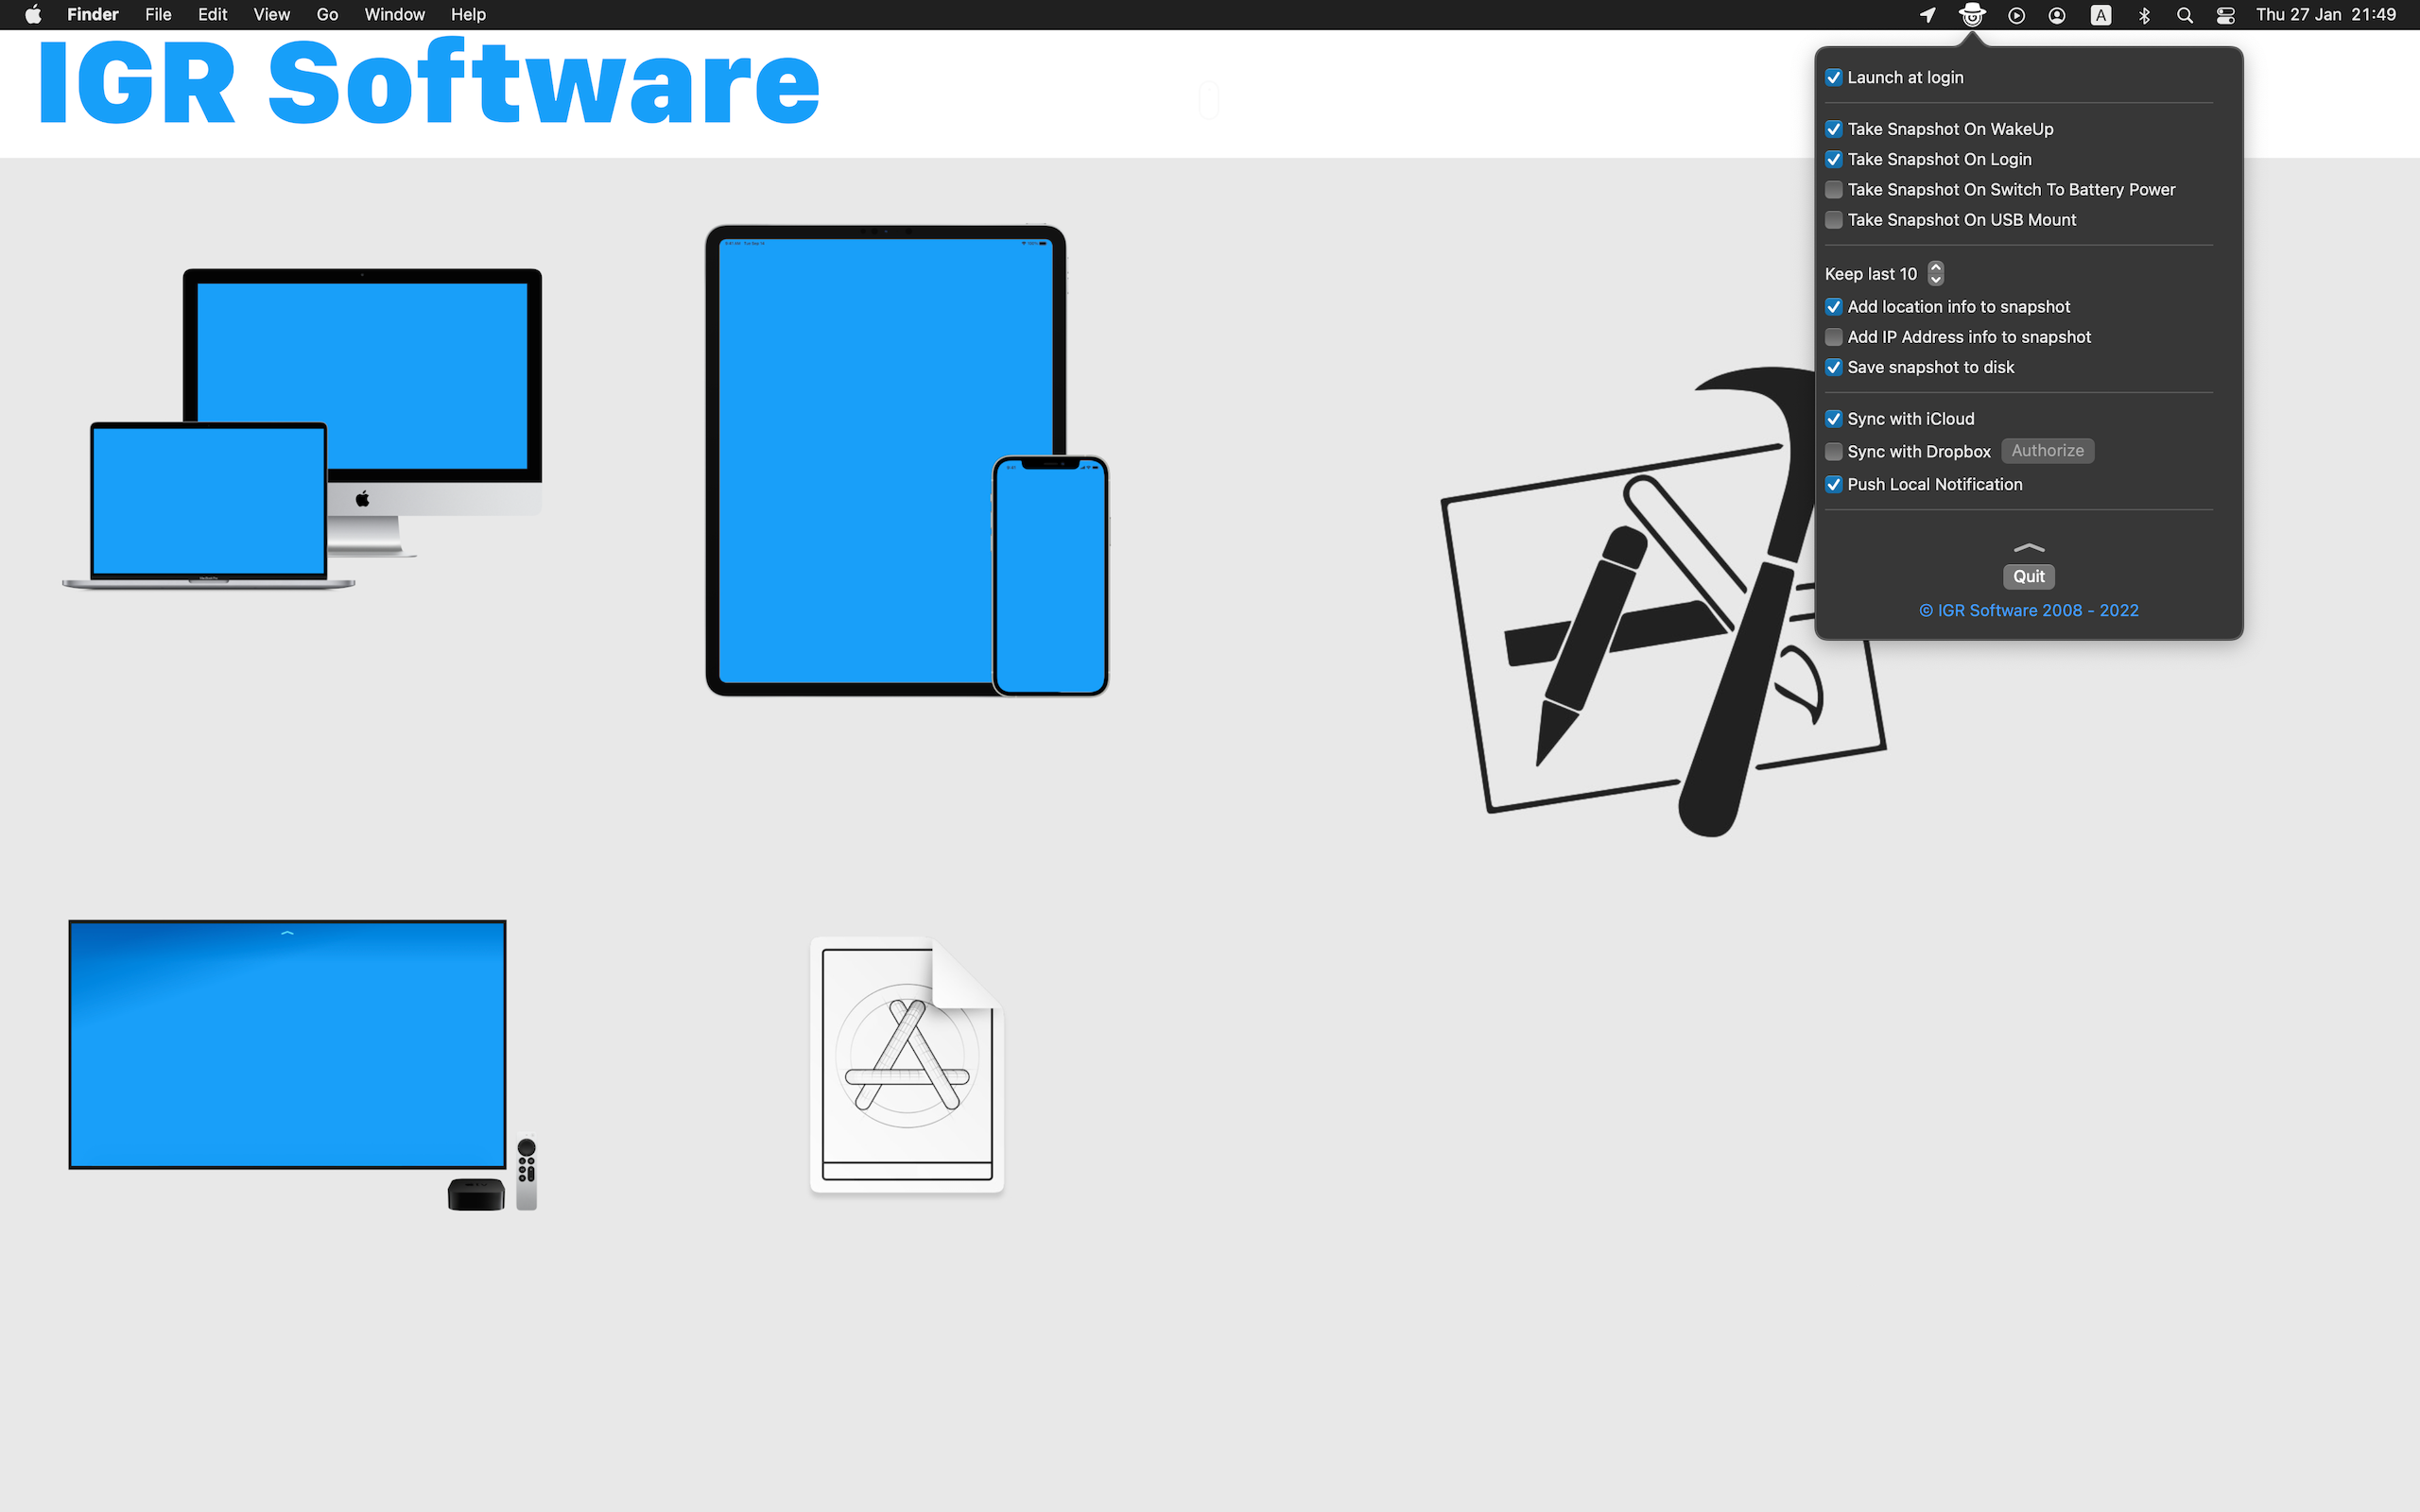 Finder File Edit View Go Window Help
A Thu 27 Jan 21:49
IGR Software
Launch at login
Take Snapshot On WakeUp
Take Snapshot On Login
Take Snapshot On Switch To Battery Power
Take Snapshot On USB Mount
Keep last 10
Add location info to snapshot
Add IP Address info to snapshot
Save snapshot to disk
Sync with iCloud
Sync with Dropbox Authorize
Push Local Notification
Quit
© IGR Software 2008 - 2022